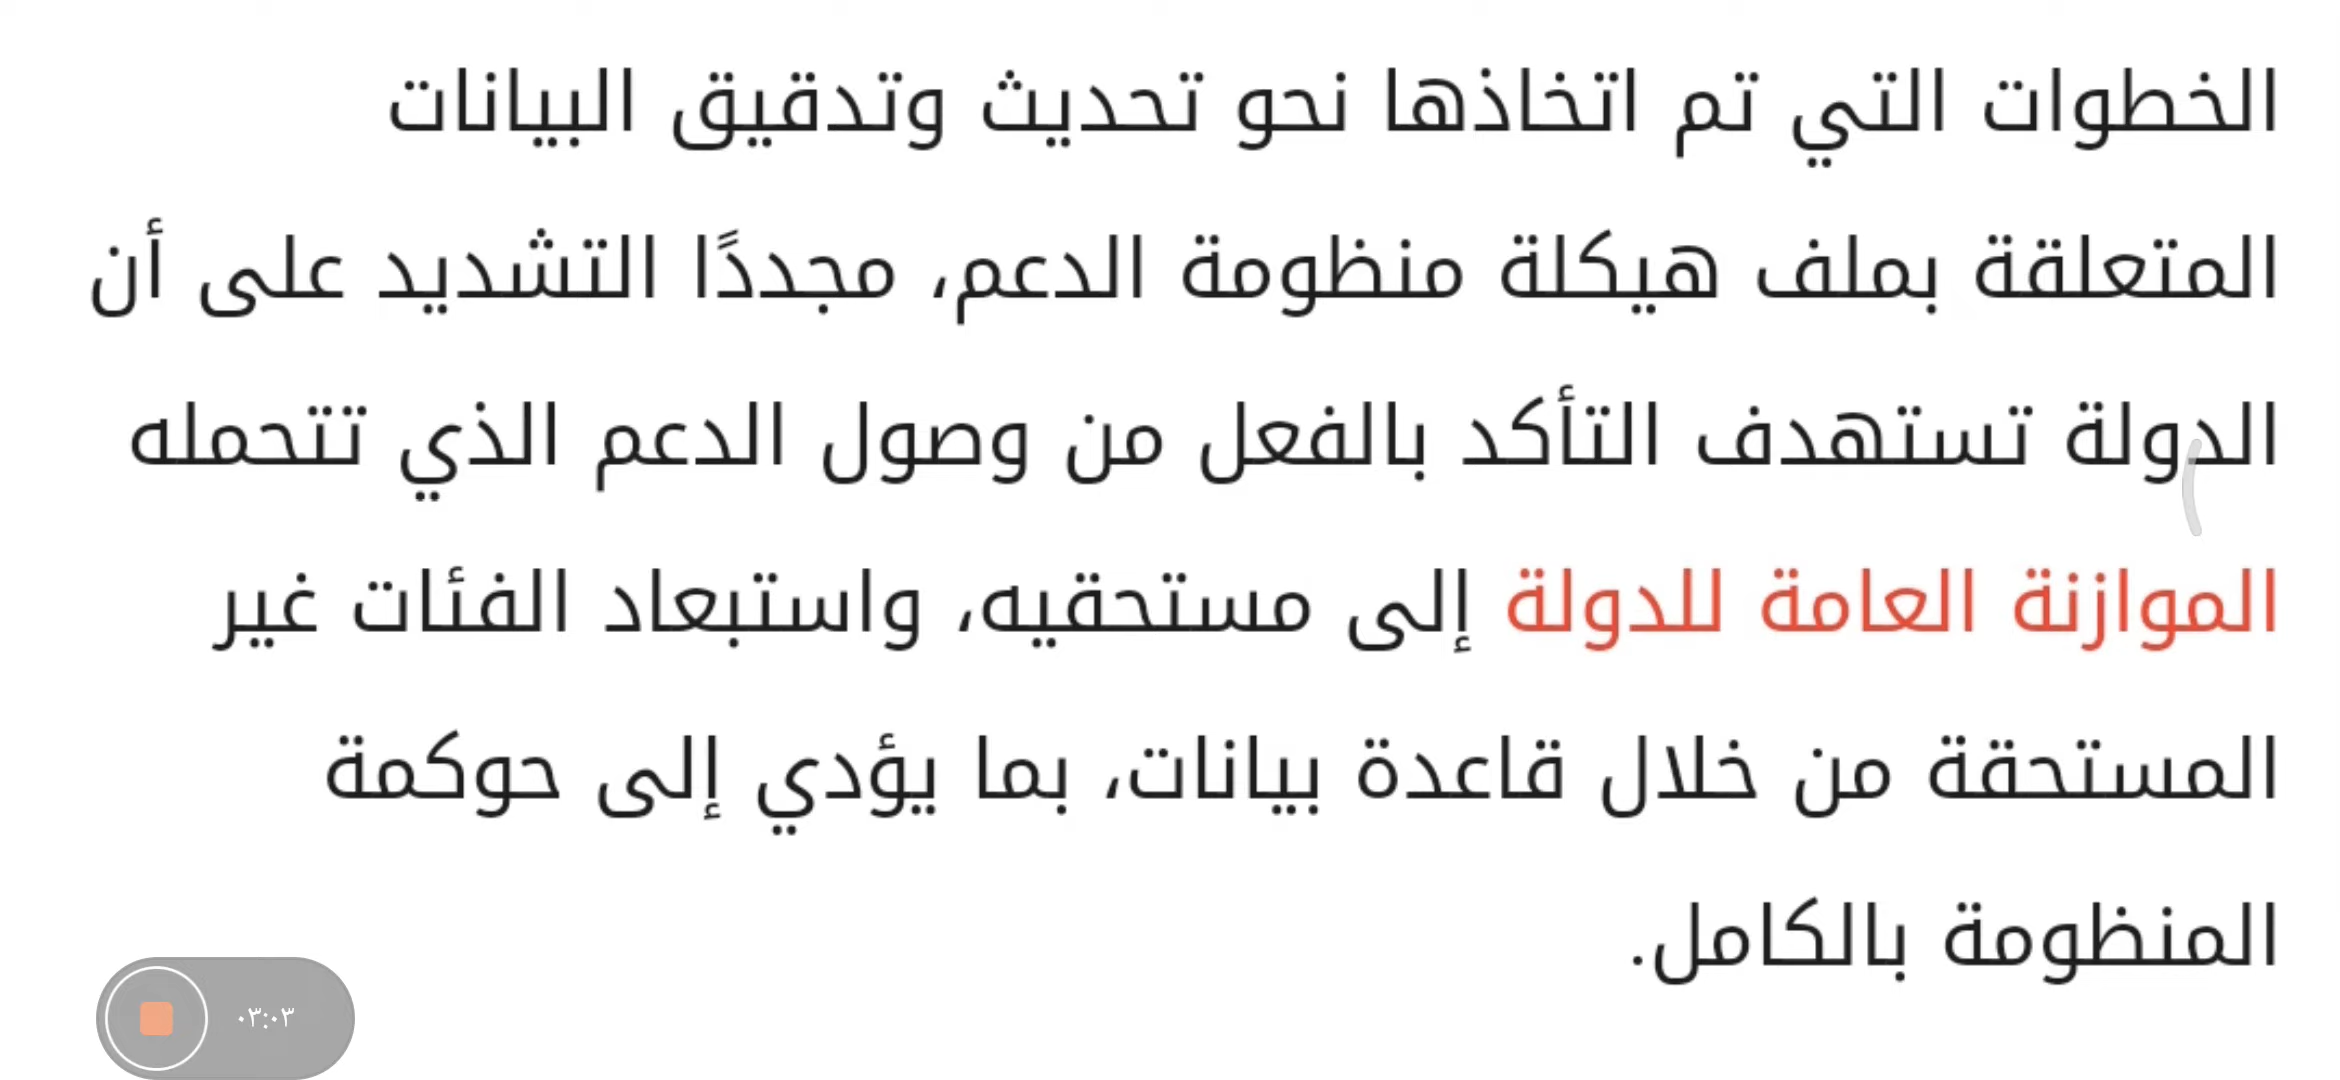 الخطوات التي تم اتخاذها نحو تحديث وتدقيق البيانات
المتعلقة بملف هيكلة منظومة الدعم، مجددًا التشديد على أن
الدولة تستهدف التأكد بالفعل من وصول الدعم الذي تتحمله
الموازنة العامة للدولة إلى مستحقيه، واستبعاد الفئات غير
المستحقة من خلال قاعدة بيانات، بما يؤدي إلى حوكمة
المنظومة بالكامل.
٠٣:٠٣